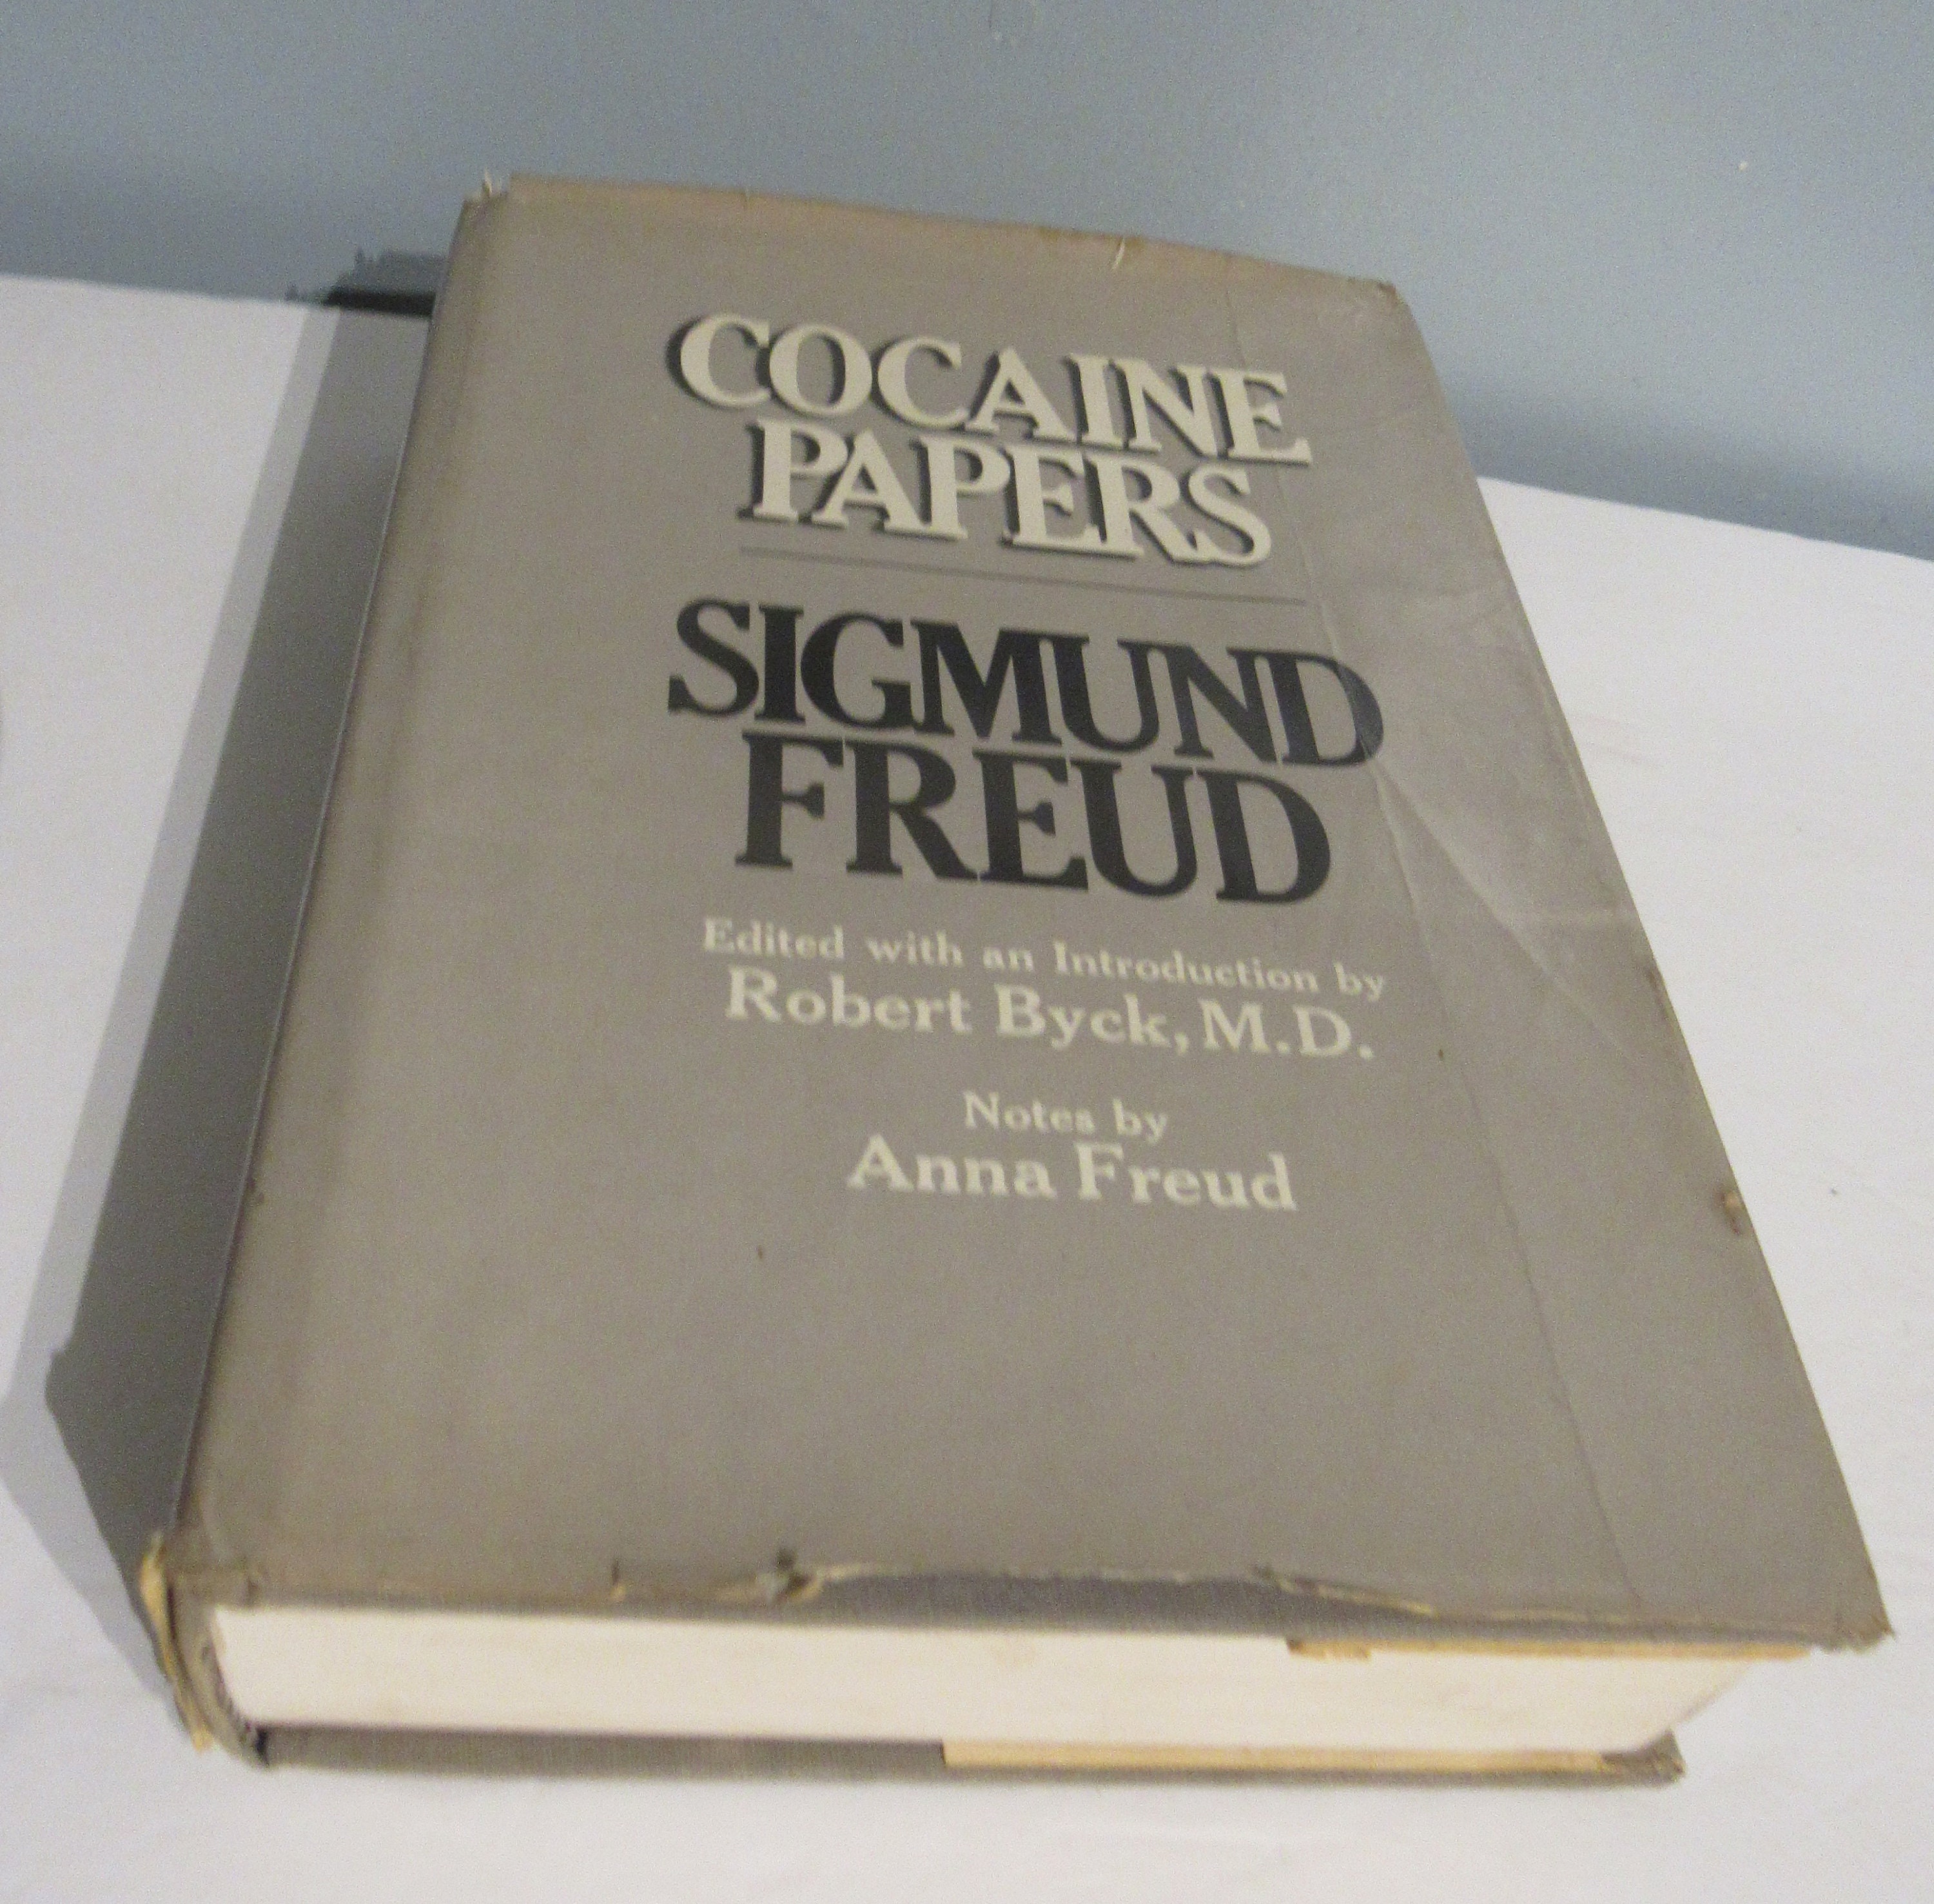 COCAINE
PAPERS
SIGMUND
FREUD
Edited with an Introduction by
Robert Byck, M.D.
Notes by
Anna Freud